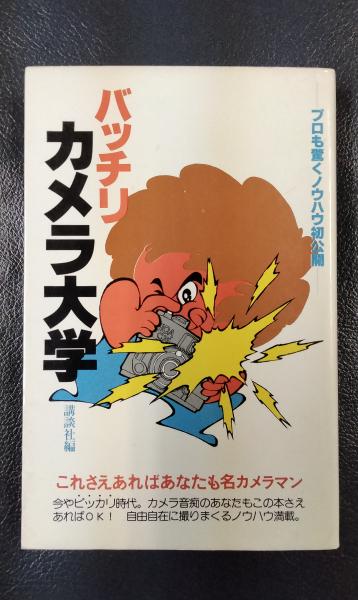 プロも驚くノウハウ初公開
バッチリ
カメラ大学
講談社編
これさえあればあなたも名カメラマン
今やピッカリ時代。カメラ音痴のあなたもこの本さえ
あればOK！ 自由自在に撮りまくるノウハウ満載。